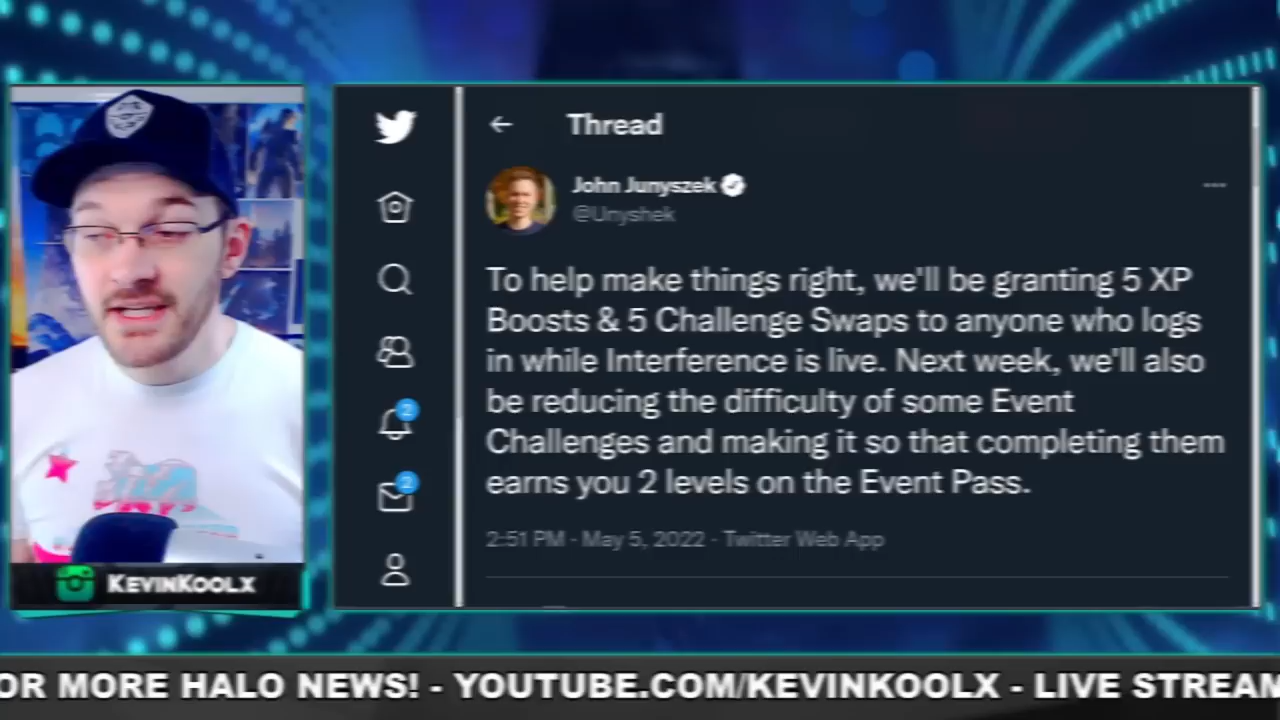 Thread
John Junyszek
@Unyshek
To help make things right, we'll be granting 5 XP
Boosts & 5 Challenge Swaps to anyone who logs
in while Interference is live. Next week, we'll also
be reducing the difficulty of some Event
Challenges and making it so that completing them
earns you 2 levels on the Event Pass.
2:51 PM · May 5, 2022 · Twitter Web App
2
2
KEVINKOOLX
OR MORE HALO NEWS! - YOUTUBE.COM/KEVINKOOLX - LIVE STREAM